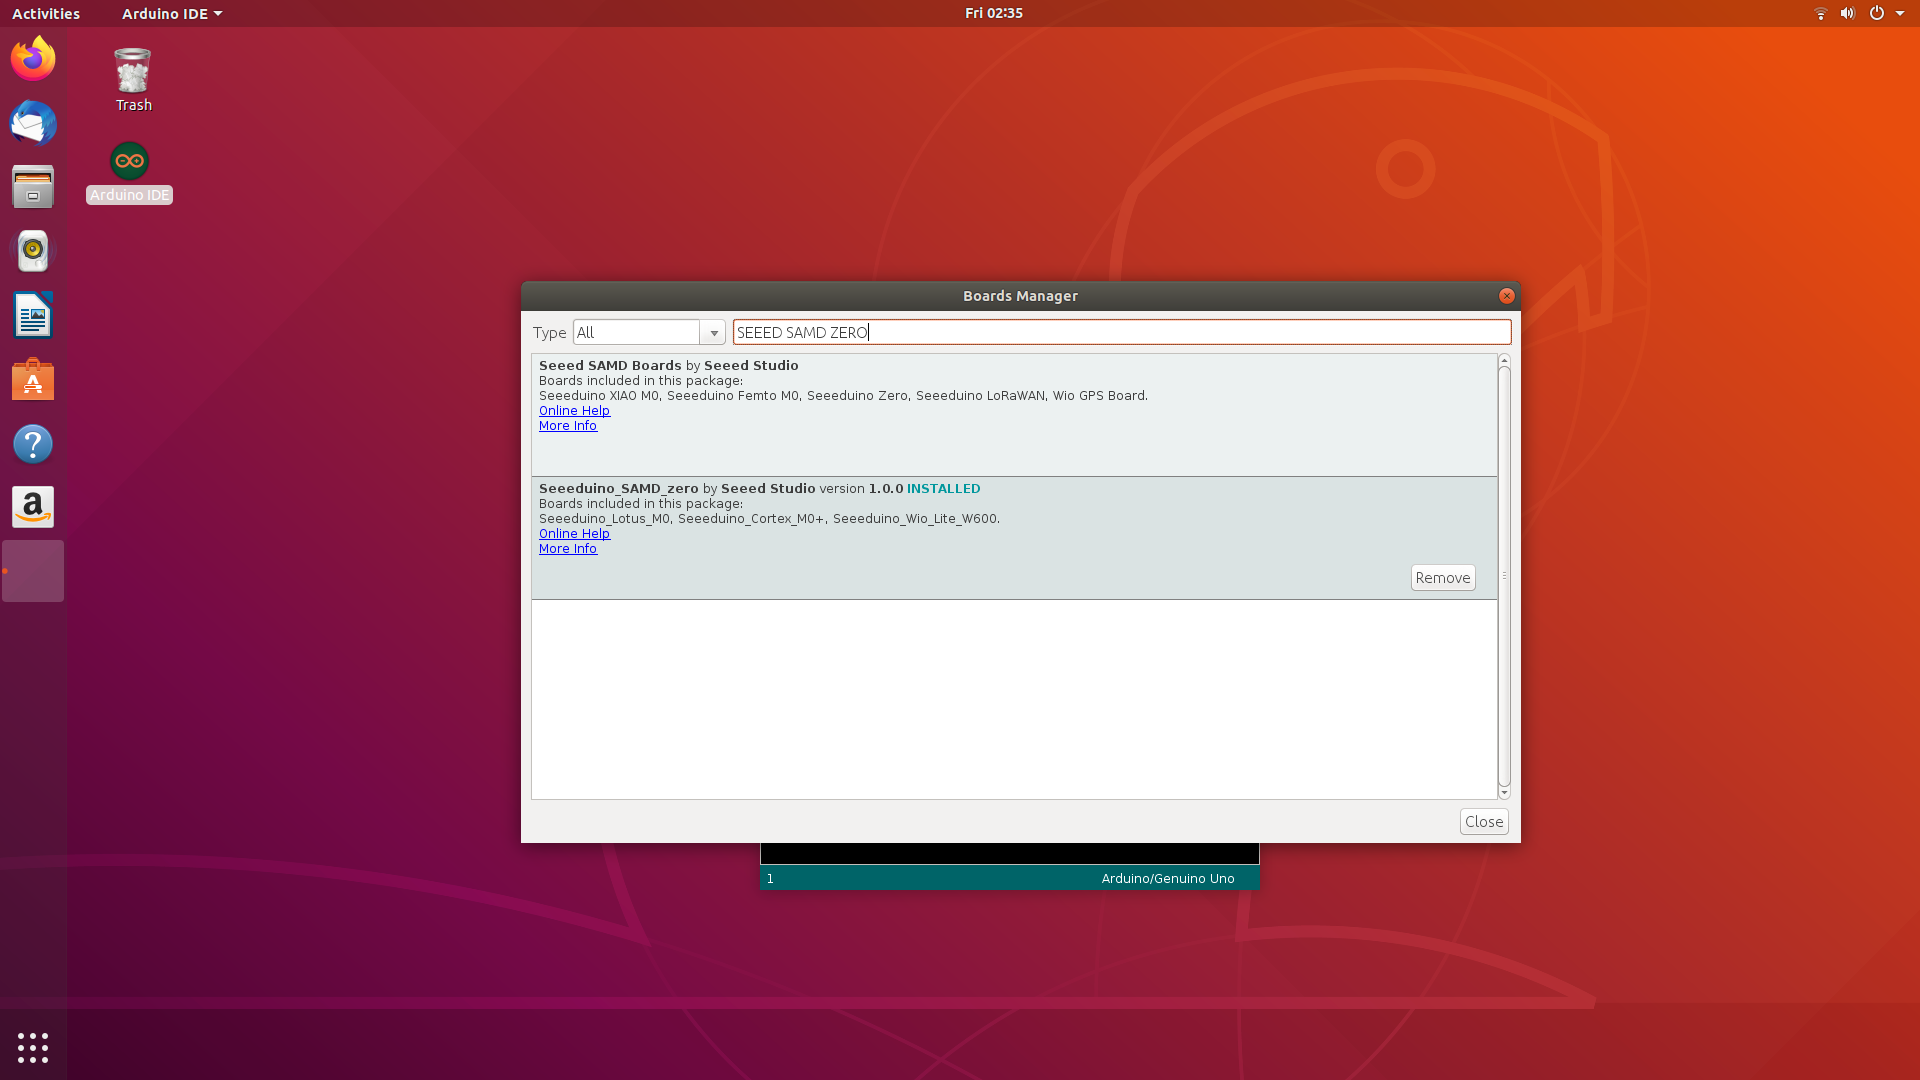 Activities
Arduino IDE
Fri 02:35
Trash
Arduino IDE
Boards Manager
Type All
SEEED SAMD ZERO
Seeed SAMD Boards by Seeed Studio
Boards included in this package:
Seeeduino XIAO M0, Seeeduino Femto M0, Seeeduino Zero, Seeeduino LoRaWAN, Wio GPS Board.
Online Help
More Info
Seeeduino_SAMD_zero by Seeed Studio version 1.0.0 INSTALLED
Boards included in this package:
Seeeduino_Lotus_M0, Seeeduino_Cortex_M0+, Seeeduino_Wio_Lite_W600.
Online Help
More Info
Remove
Close
1
Arduino/Genuino Uno